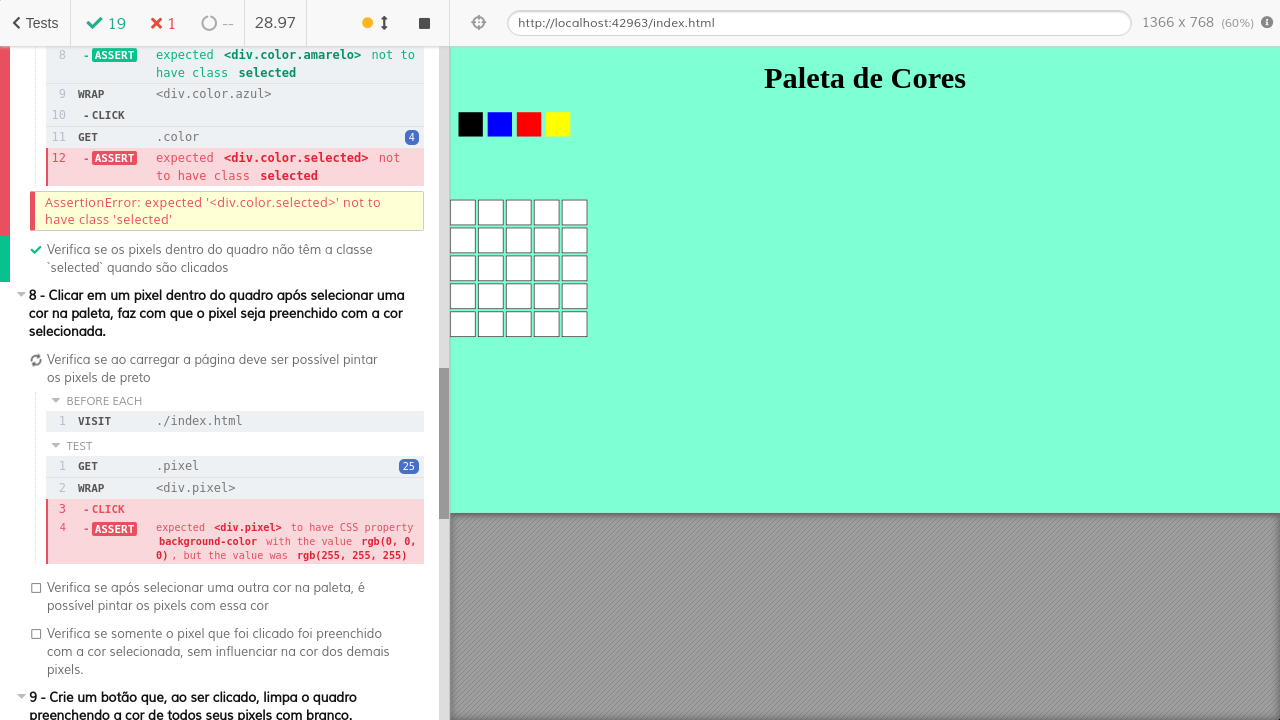 Tests
19
1
--
28.97
http://localhost:42963/index.html
1366 x 768 (60%)
8 - ASSERT expected <div.color.amarelo> not to
have class selected
9 WRAP <div.color.azul>
10 - CLICK
11 GET .color 4
12 - ASSERT expected <div.color.selected> not
to have class selected
AssertionError: expected '<div.color.selected>' not to
have class 'selected'
Verifica se os pixels dentro do quadro não têm a classe
`selected` quando são clicados
8 - Clicar em um pixel dentro do quadro após selecionar uma
cor na paleta, faz com que o pixel seja preenchido com a cor
selecionada.
Verifica se ao carregar a página deve ser possível pintar
os pixels de preto
BEFORE EACH
1 VISIT ./index.html
TEST
1 GET .pixel 25
2 WRAP <div.pixel>
3 - CLICK
4 - ASSERT expected <div.pixel> to have CSS property
background-color with the value rgb(0, 0,
0), but the value was rgb(255, 255, 255)
Verifica se após selecionar uma outra cor na paleta, é
possível pintar os pixels com essa cor
Verifica se somente o pixel que foi clicado foi preenchido
com a cor selecionada, sem influenciar na cor dos demais
pixels.
9 - Crie um botão que, ao ser clicado, limpa o quadro
preenchendo a cor de todos seus pixels com branco.
Paleta de Cores